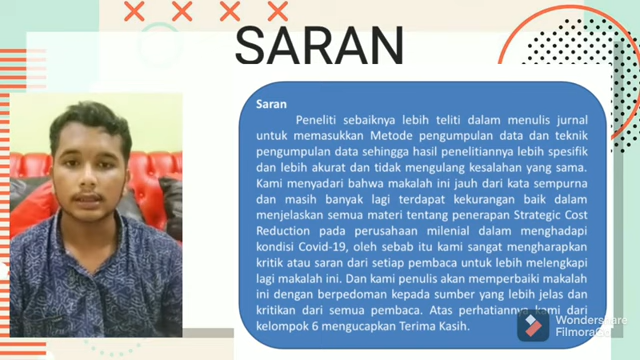 SARAN
Saran
Peneliti sebaiknya lebih teliti dalam menulis jurnal
untuk memasukkan Metode pengumpulan data dan teknik
pengumpulan data sehingga hasil penelitiannya lebih spesifik
dan lebih akurat dan tidak mengulang kesalahan yang sama.
Kami menyadari bahwa makalah ini jauh dari kata sempurna
dan masih banyak lagi terdapat kekurangan baik dalam
menjelaskan semua materi tentang penerapan Strategic Cost
Reduction pada perusahaan milenial dalam menghadapi
kondisi Covid-19, oleh sebab itu kami sangat mengharapkan
kritik atau saran dari setiap pembaca untuk lebih melengkapi
lagi makalah ini. Dan kami penulis akan memperbaiki makalah
ini dengan berpedoman kepada sumber yang lebih jelas dan
kritikan dari semua pembaca. Atas perhatiannya kami dari
kelompok 6 mengucapkan Terima Kasih.
Wondershare